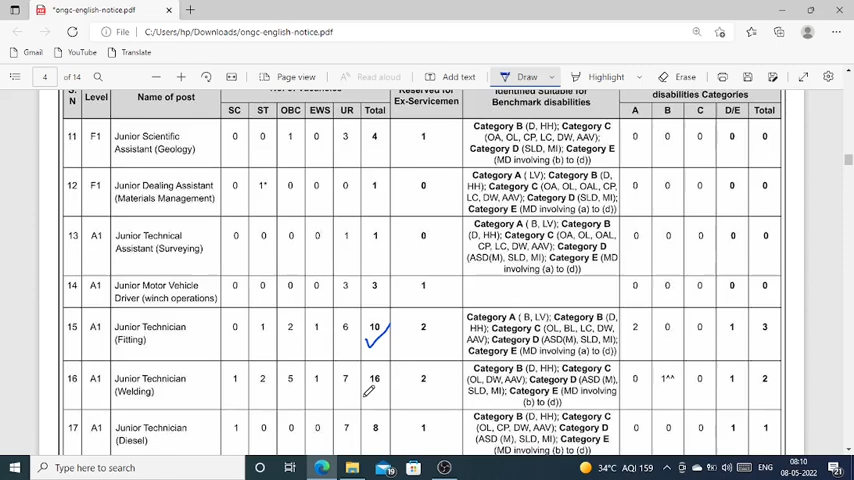 *ongc-english-notice.pdf
File C:/Users/hp/Downloads/ongc-english-notice.pdf
Gmail YouTube Translate
4 of 14 Page view Read aloud Add text Draw Highlight Erase
S. N Level Name of post SC ST OBC EWS UR Total Reserved for Ex-Servicemen Identified Suitable for Benchmark disabilities disabilities Categories A B C D/E Total
11 F1 Junior Scientific Assistant (Geology) 0 0 1 0 3 4 1 Category B (D, HH); Category C (OA, OL, CP, LC, DW, AAV) Category D (SLD, MI); Category E (MD involving (b) to (d)) 0 0 0 0 0
12 F1 Junior Dealing Assistant (Materials Management) 0 1* 0 0 0 1 0 Category A ( LV) Category B (D, HH); Category C (OA, OL, OAL, CP, LC, DW, AAV) Category D (SLD, MI); Category E (MD involving (a) to (d)) 0 0 0 0 0
13 A1 Junior Technical Assistant (Surveying) 0 0 0 0 1 1 0 Category A ( B, LV); Category B (D, HH); Category C (OA, OL, OAL, CP, LC, DW, AAV) Category D (ASD(M), SLD, MI); Category E (MD involving (a) to (d)) 0 0 0 0 0
14 A1 Junior Motor Vehicle Driver (winch operations) 0 0 0 0 3 3 1 0 0 0 0 0
15 A1 Junior Technician (Fitting) 0 1 2 1 6 10 2 Category A ( B, LV); Category B (D, HH); Category C (OL, BL, LC, DW, AAV); Category D (ASD(M), SLD, MI); Category E (MD involving (a) to (d)) 2 0 0 1 3
16 A1 Junior Technician (Welding) 1 2 5 1 7 16 2 Category B (D, HH); Category C (OL, DW, AAV); Category D (ASD (M), SLD, MI); Category E (MD involving (b) to (d)) 0 1^^ 0 1 2
17 A1 Junior Technician (Diesel) 1 0 0 0 7 8 1 Category B (D, HH); Category C (OL, CP, DW, AAV); Category D (ASD (M), SLD, MI); Category E (MD involving (b) to (d)) 0 0 0 1 1
Type here to search 19 34°C AQI 159 ENG 08:10 08-05-2022 21